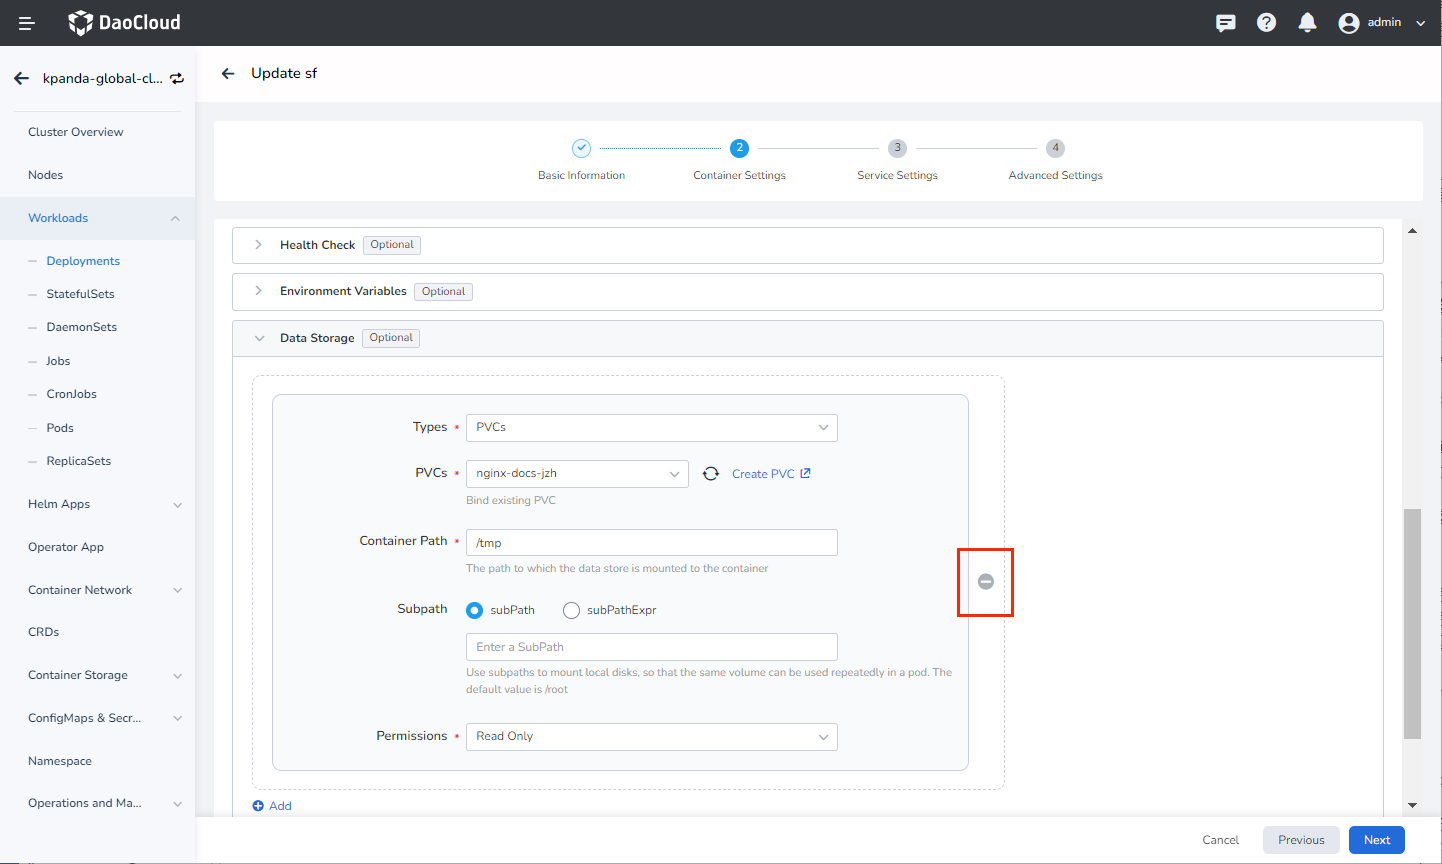 DaoCloud
admin
kpanda-global-cl...
Update sf
Cluster Overview
Nodes
Workloads
Deployments
StatefulSets
DaemonSets
Jobs
CronJobs
Pods
ReplicaSets
Helm Apps
Operator App
Container Network
CRDs
Container Storage
ConfigMaps & Secr...
Namespace
Operations and Ma...
2
3
4
Basic Information
Container Settings
Service Settings
Advanced Settings
Health Check Optional
Environment Variables Optional
Data Storage Optional
Types * PVCs
PVCs * nginx-docs-jzh Create PVC
Bind existing PVC
Container Path * /tmp
The path to which the data store is mounted to the container
Subpath subPath subPathExpr
Enter a SubPath
Use subpaths to mount local disks, so that the same volume can be used repeatedly in a pod. The
default value is /root
Permissions * Read Only
Add
Cancel
Previous
Next